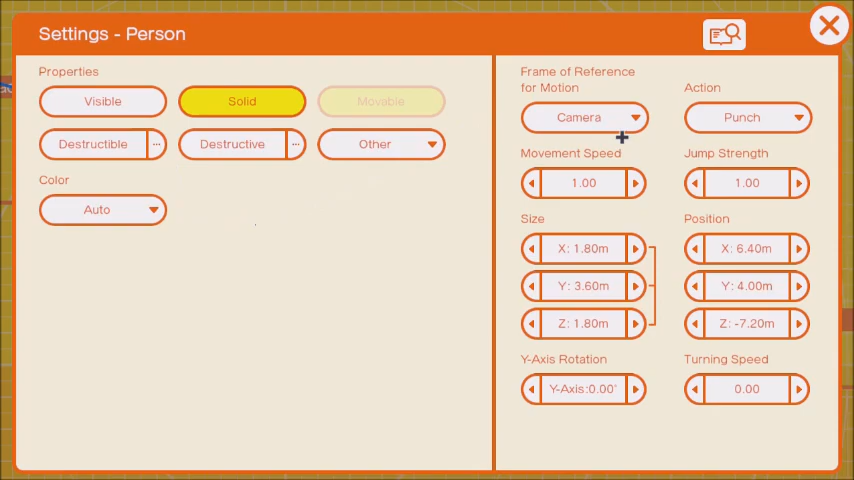 Settings - Person
Properties
Visible
Solid
Movable
Destructible
...
Destructive
...
Other
Color
Auto
Frame of Reference
for Motion
Action
Camera
Punch
Movement Speed
Jump Strength
1.00
1.00
Size
Position
X: 1.80m
X: 6.40m
Y: 3.60m
Y: 4.00m
Z: 1.80m
Z: -7.20m
Y-Axis Rotation
Turning Speed
Y-Axis:0.00°
0.00